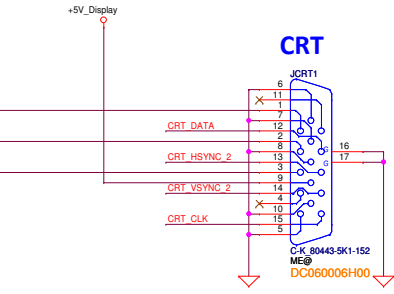 +5V_Display
CRT
JCRT1
6
11
1
7
CRT_DATA 12
2
8
CRT_HSYNC_2 13
3
9
CRT_VSYNC_2 14
4
10
CRT_CLK 15
5
G 16
G 17
C-K_80443-5K1-152
ME@
DC060006H00